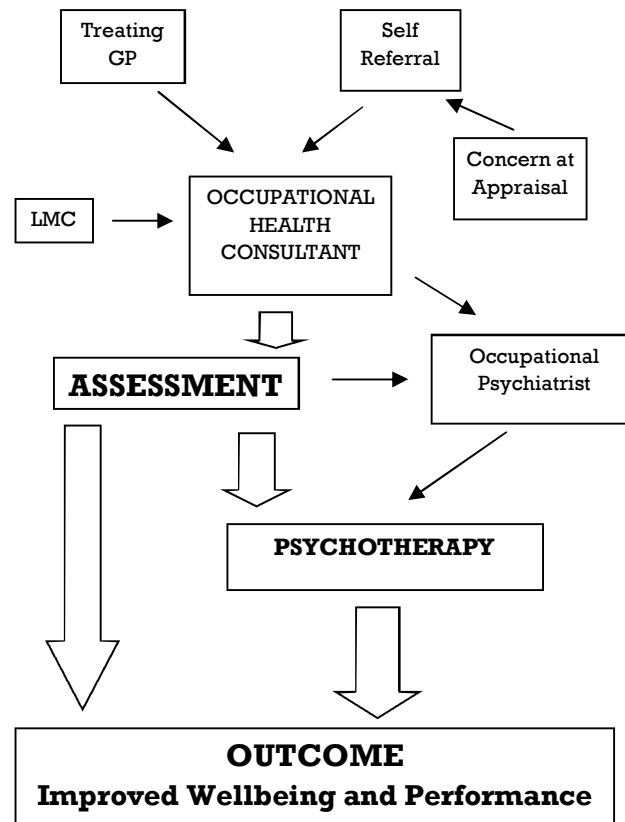 Treating
GP
Self
Referral
Concern at
Appraisal
LMC
OCCUPATIONAL
HEALTH
CONSULTANT
ASSESSMENT
Occupational
Psychiatrist
PSYCHOTHERAPY
OUTCOME
Improved Wellbeing and Performance